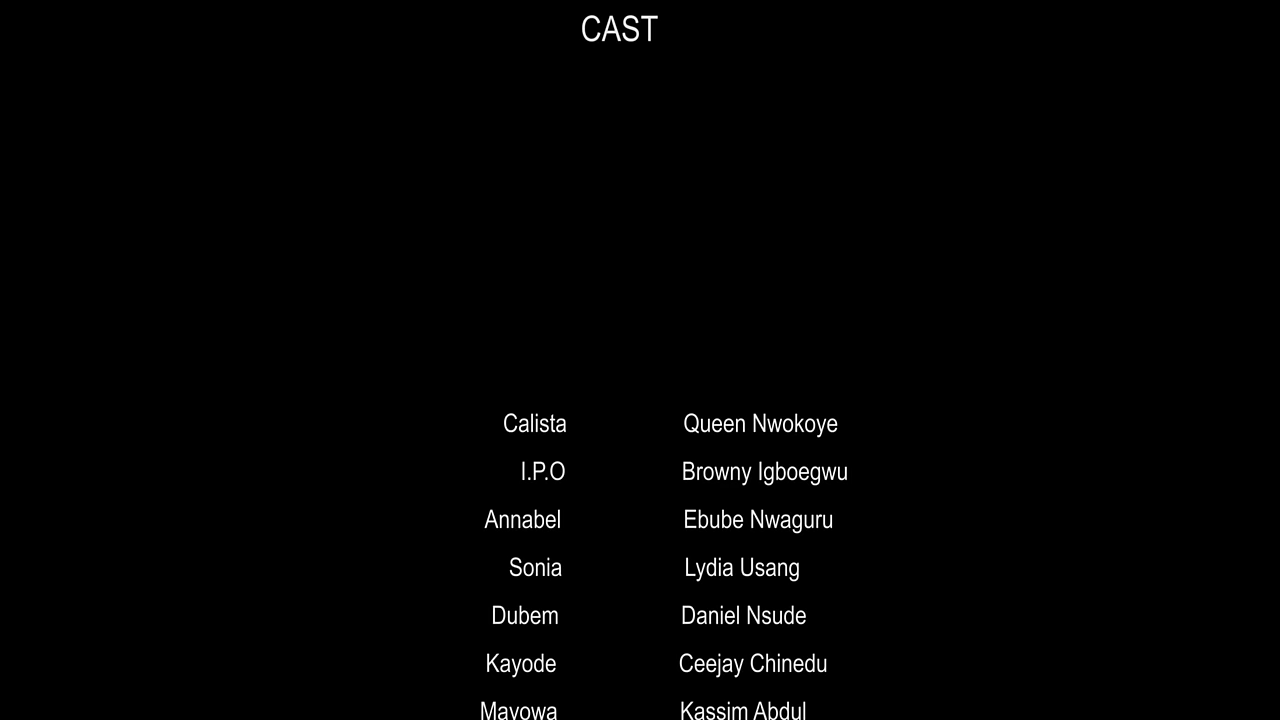 CAST
Calista Queen Nwokoye
I.P.O Browny Igboegwu
Annabel Ebube Nwaguru
Sonia Lydia Usang
Dubem Daniel Nsude
Kayode Ceejay Chinedu
Mayowa Kassim Abdul